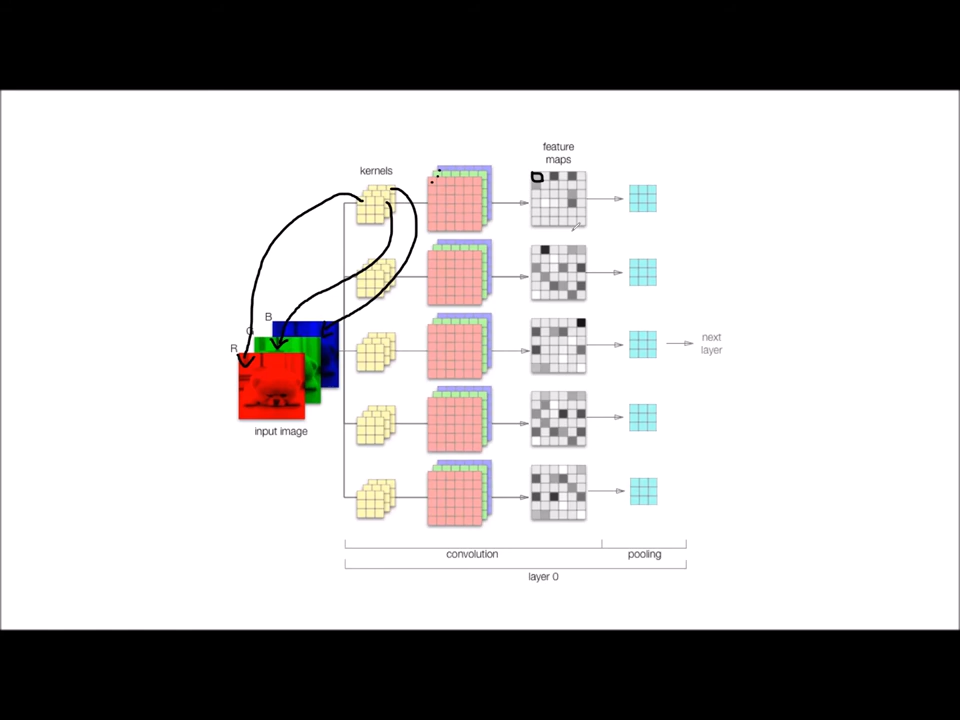 feature
maps
kernels
B
G
R
next
layer
input image
convolution
pooling
layer 0